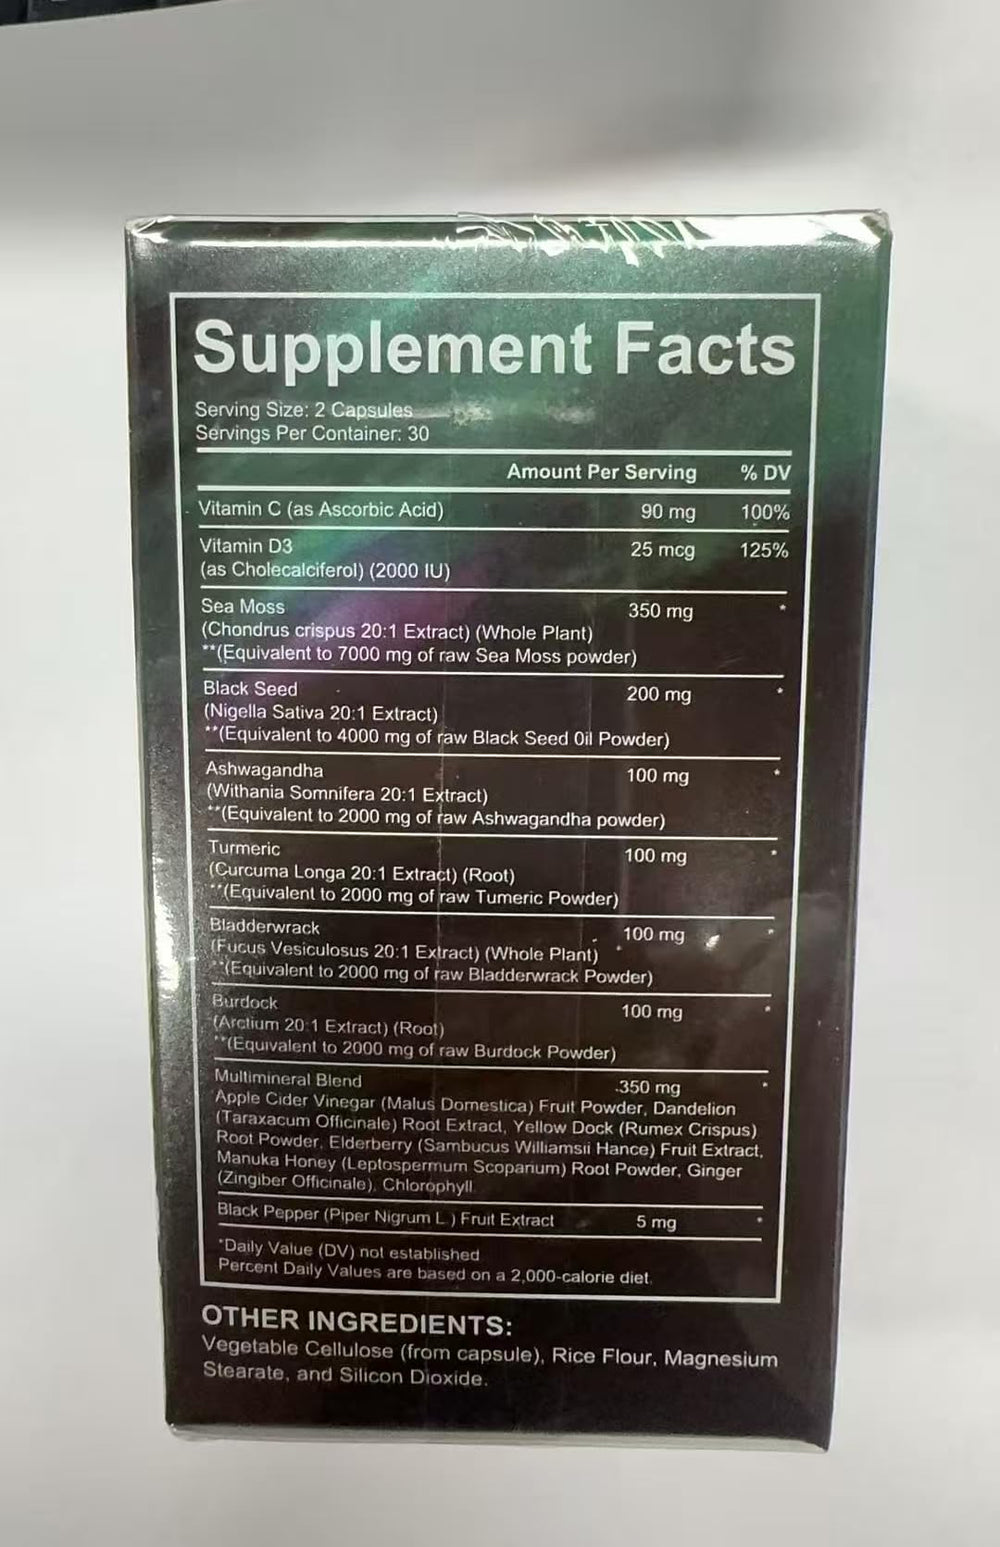 Supplement Facts
Serving Size: 2 Capsules
Servings Per Container: 30
Amount Per Serving % DV
Vitamin C (as Ascorbic Acid) 90 mg 100%
Vitamin D3 25 mcg 125%
(as Cholecalciferol) (2000 IU)
Sea Moss 350 mg *
(Chondrus crispus 20:1 Extract) (Whole Plant)
**(Equivalent to 7000 mg of raw Sea Moss powder)
Black Seed 200 mg *
(Nigella Sativa 20:1 Extract)
**(Equivalent to 4000 mg of raw Black Seed 0il Powder)
Ashwagandha 100 mg *
(Withania Somnifera 20:1 Extract)
**(Equivalent to 2000 mg of raw Ashwagandha powder)
Turmeric 100 mg *
(Curcuma Longa 20:1 Extract) (Root)
**(Equivalent to 2000 mg of raw Tumeric Powder)
Bladderwrack 100 mg *
(Fucus Vesiculosus 20:1 Extract) (Whole Plant)
**(Equivalent to 2000 mg of raw Bladderwrack Powder)
Burdock 100 mg *
(Arctium 20:1 Extract) (Root)
**(Equivalent to 2000 mg of raw Burdock Powder)
Multimineral Blend 350 mg *
Apple Cider Vinegar (Malus Domestica) Fruit Powder, Dandelion
(Taraxacum Officinale) Root Extract, Yellow Dock (Rumex Crispus)
Root Powder, Elderberry (Sambucus Williamsii Hance) Fruit Extract,
Manuka Honey (Leptospermum Scoparium) Root Powder, Ginger
(Zingiber Officinale), Chlorophyll
Black Pepper (Piper Nigrum L.) Fruit Extract 5 mg *
*Daily Value (DV) not established
Percent Daily Values are based on a 2,000-calorie diet.
OTHER INGREDIENTS:
Vegetable Cellulose (from capsule), Rice Flour, Magnesium
Stearate, and Silicon Dioxide.